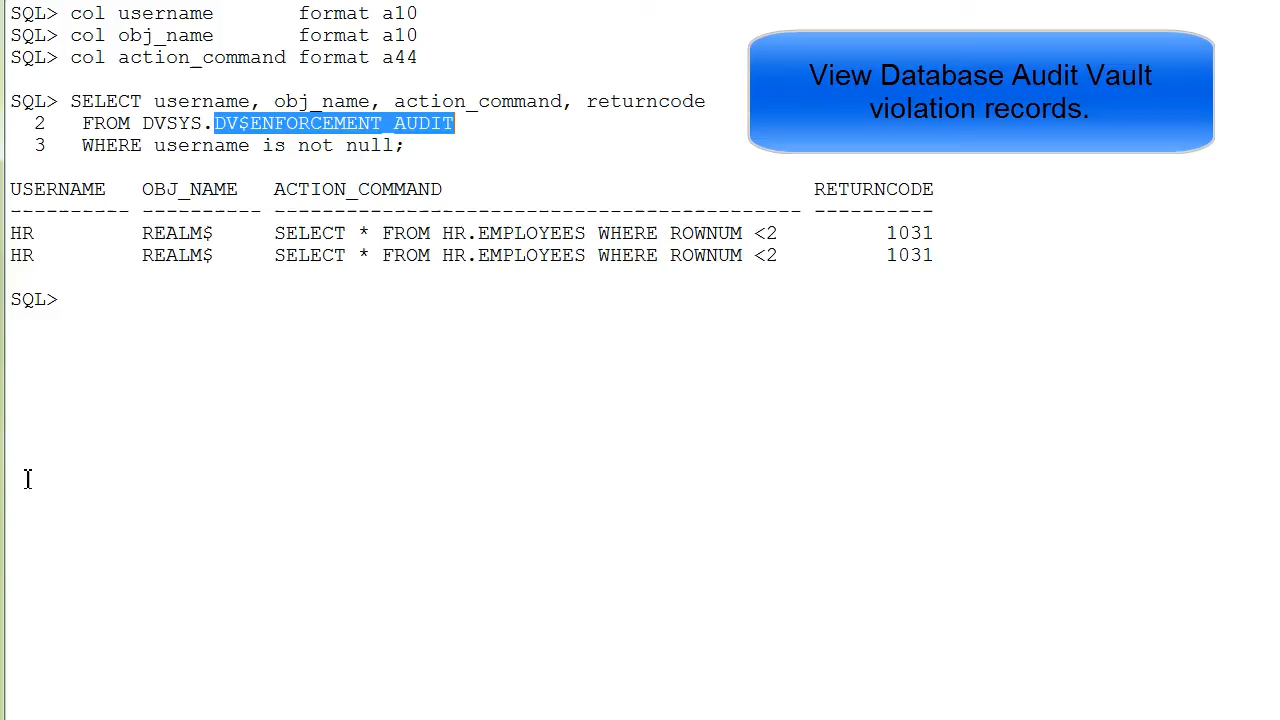 SQL> col username       format a10
SQL> col obj_name       format a10
SQL> col action_command format a44
View Database Audit Vault
violation records.
SQL> SELECT username, obj_name, action_command, returncode
  2   FROM DVSYS.DV$ENFORCEMENT_AUDIT
  3   WHERE username is not null;
USERNAME   OBJ_NAME   ACTION_COMMAND                               RETURNCODE
---------- ---------- -------------------------------------------- ----------
HR         REALM$     SELECT * FROM HR.EMPLOYEES WHERE ROWNUM <2         1031
HR         REALM$     SELECT * FROM HR.EMPLOYEES WHERE ROWNUM <2         1031
SQL>